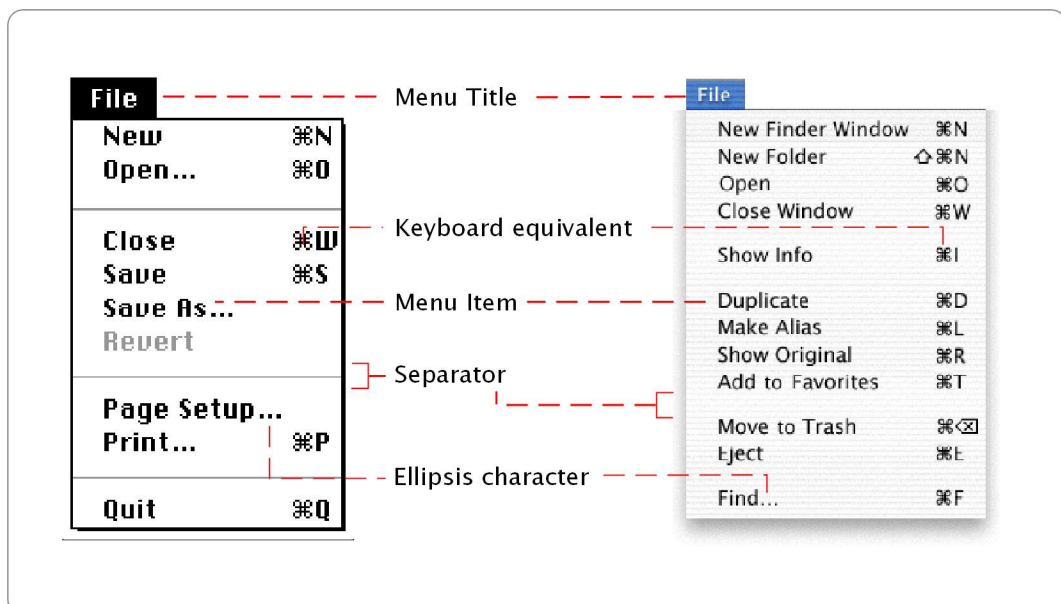 File
New ⌘N
Open... ⌘O
Close ⌘W
Save ⌘S
Save As...
Revert
Page Setup...
Print... ⌘P
Quit ⌘Q
Menu Title
Keyboard equivalent
Menu Item
Separator
Ellipsis character
File
New Finder Window ⌘N
New Folder ⇧⌘N
Open ⌘O
Close Window ⌘W
Show Info ⌘I
Duplicate ⌘D
Make Alias ⌘L
Show Original ⌘R
Add to Favorites ⌘T
Move to Trash ⌘⌫
Eject ⌘E
Find... ⌘F